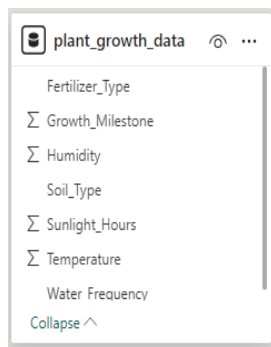 plant_growth_data
Fertilizer_Type
Σ Growth_Milestone
Σ Humidity
Soil_Type
Σ Sunlight_Hours
Σ Temperature
Water_Frequency
Collapse